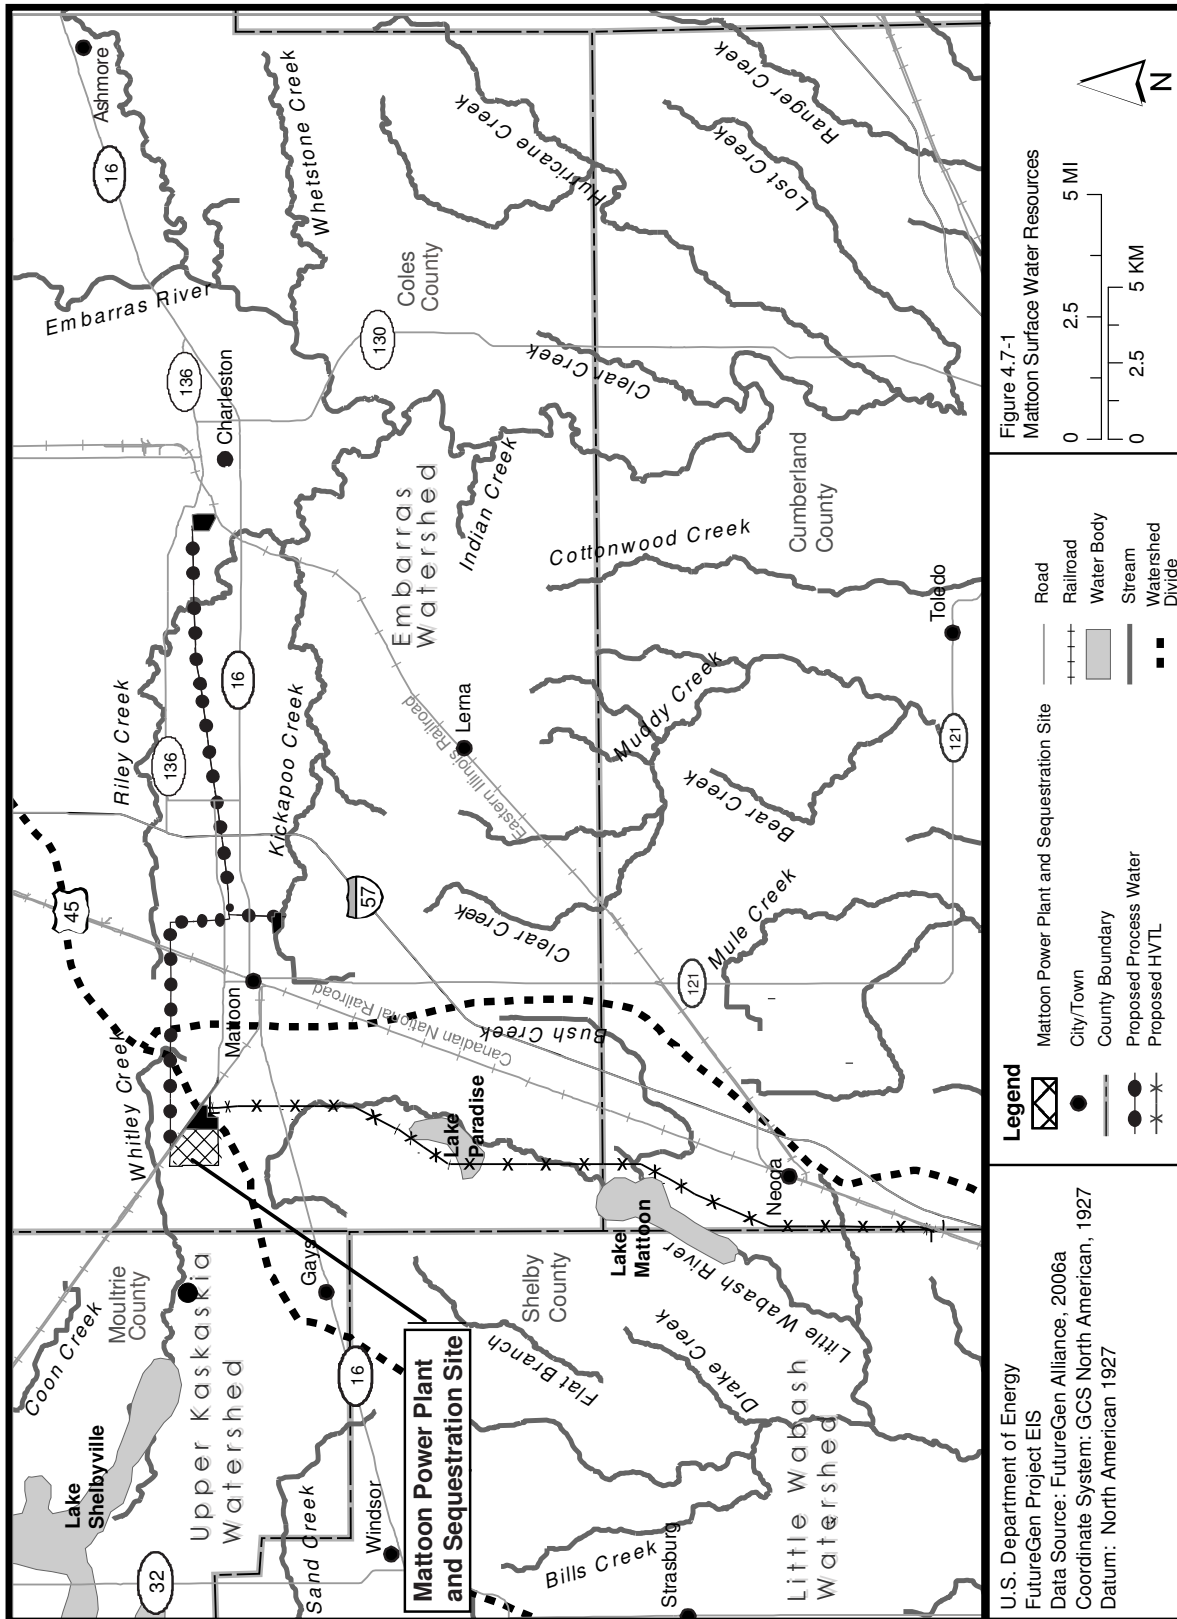 Ashmore
16
Whetstone Creek
Hurricane Creek
Ranger Creek
Lost Creek
Embarras River
Coles
County
130
136
Charleston
Clear Creek
Embarras
Watershed
Indian Creek
Cottonwood Creek
Cumberland
County
Toledo
Riley Creek
136
16
Kickapoo Creek
Lerna
Eastern Illinois Railroad
Muddy Creek
Bear Creek
121
45
57
Clear Creek
Mule Creek
121
Mattoon
Canadian National Railroad
Bush Creek
Whitley Creek
Lake
Paradise
Neoga
Lake
Mattoon
Little Wabash River
Moultrie
County
Coon Creek
Gays
Shelby
County
Upper Kaskaskia
Watershed
16
Flat Branch
Drake Creek
Little Wabash
Watershed
Mattoon Power Plant
and Sequestration Site
Lake
Shelbyville
Sand Creek
Windsor
32
Bills Creek
Strasburg
Figure 4.7-1
Mattoon Surface Water Resources
0 2.5 5 MI
0 2.5 5 KM
N
Legend
Mattoon Power Plant and Sequestration Site
City/Town
County Boundary
Proposed Process Water
Proposed HVTL
Road
Railroad
Water Body
Stream
Watershed
Divide
U.S. Department of Energy
FutureGen Project EIS
Data Source: FutureGen Alliance, 2006a
Coordinate System: GCS North American, 1927
Datum: North American 1927